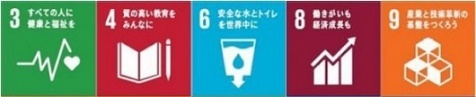 3 すべての人に
健康と福祉を
4 質の高い教育を
みんなに
6 安全な水とトイレ
を世界中に
8 働きがいも
経済成長も
9 産業と技術革新の
基盤をつくろう